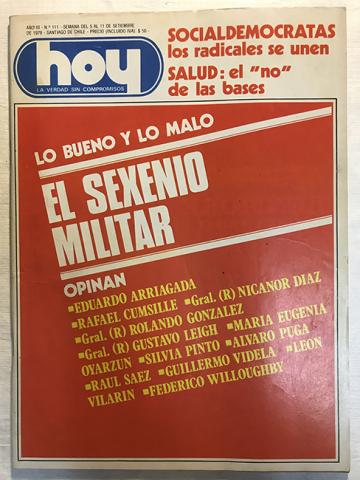 AÑO III - N.° 111 - SEMANA DEL 5 AL 11 DE SETIEMBRE
DE 1979 - SANTIAGO DE CHILE - PRECIO (INCLUIDO IVA) $ 50.-
hoy
LA VERDAD SIN COMPROMISOS
SOCIALDEMOCRATAS
los radicales se unen
SALUD: el "no"
de las bases
LO BUENO Y LO MALO
EL SEXENIO
MILITAR
OPINAN
▪EDUARDO ARRIAGADA
▪RAFAEL CUMSILLE ▪Gral. (R) NICANOR DIAZ
▪Gral. (R) ROLANDO GONZALEZ
▪Gral. (R) GUSTAVO LEIGH ▪MARIA EUGENIA
OYARZUN ▪SILVIA PINTO ▪ALVARO PUGA
▪RAUL SAEZ ▪GUILLERMO VIDELA ▪LEON
VILARIN ▪FEDERICO WILLOUGHBY